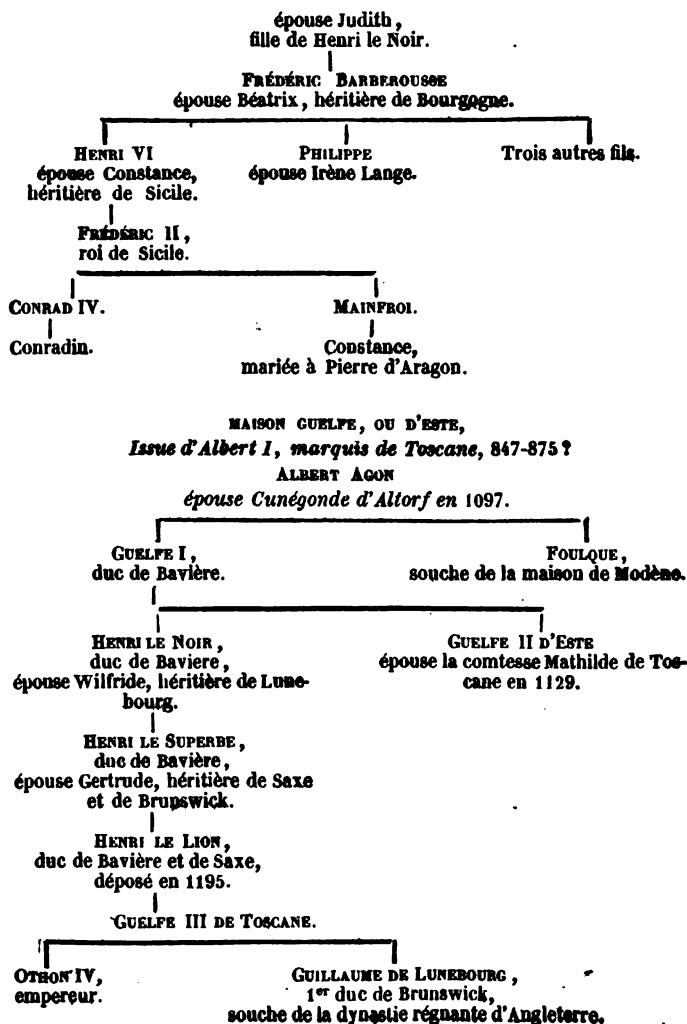 épouse Judith,
fille de Henri le Noir.
FRÉDÉRIC BARBEROUSSE
épouse Béatrix, héritière de Bourgogne.
HENRI VI PHILIPPE Trois autres fils.
épouse Constance, épouse Irène Lange.
héritière de Sicile.
FRÉDÉRIC II,
roi de Sicile.
CONRAD IV. MAINFROI.
Conradin. Constance,
mariée à Pierre d'Aragon.
MAISON GUELFE, OU D'ESTE,
Issue d'Albert I, marquis de Toscane, 847-875?
ALBERT AGON
épouse Cunégonde d'Altorf en 1097.
GUELFE I, FOULQUE,
duc de Bavière. souche de la maison de Modène.
HENRI LE NOIR, GUELFE II D'ESTE
duc de Baviere, épouse la comtesse Mathilde de Tos-
épouse Wilfride, héritière de Lune- cane en 1129.
bourg.
HENRI LE SUPERBE,
duc de Bavière,
épouse Gertrude, héritière de Saxe
et de Brunswick.
HENRI LE LION,
duc de Bavière et de Saxe,
déposé en 1195.
GUELFE III DE TOSCANE.
OTHON IV, GUILLAUME DE LUNEBOURG,
empereur. 1er duc de Brunswick,
souche de la dynastie régnante d'Angleterre.